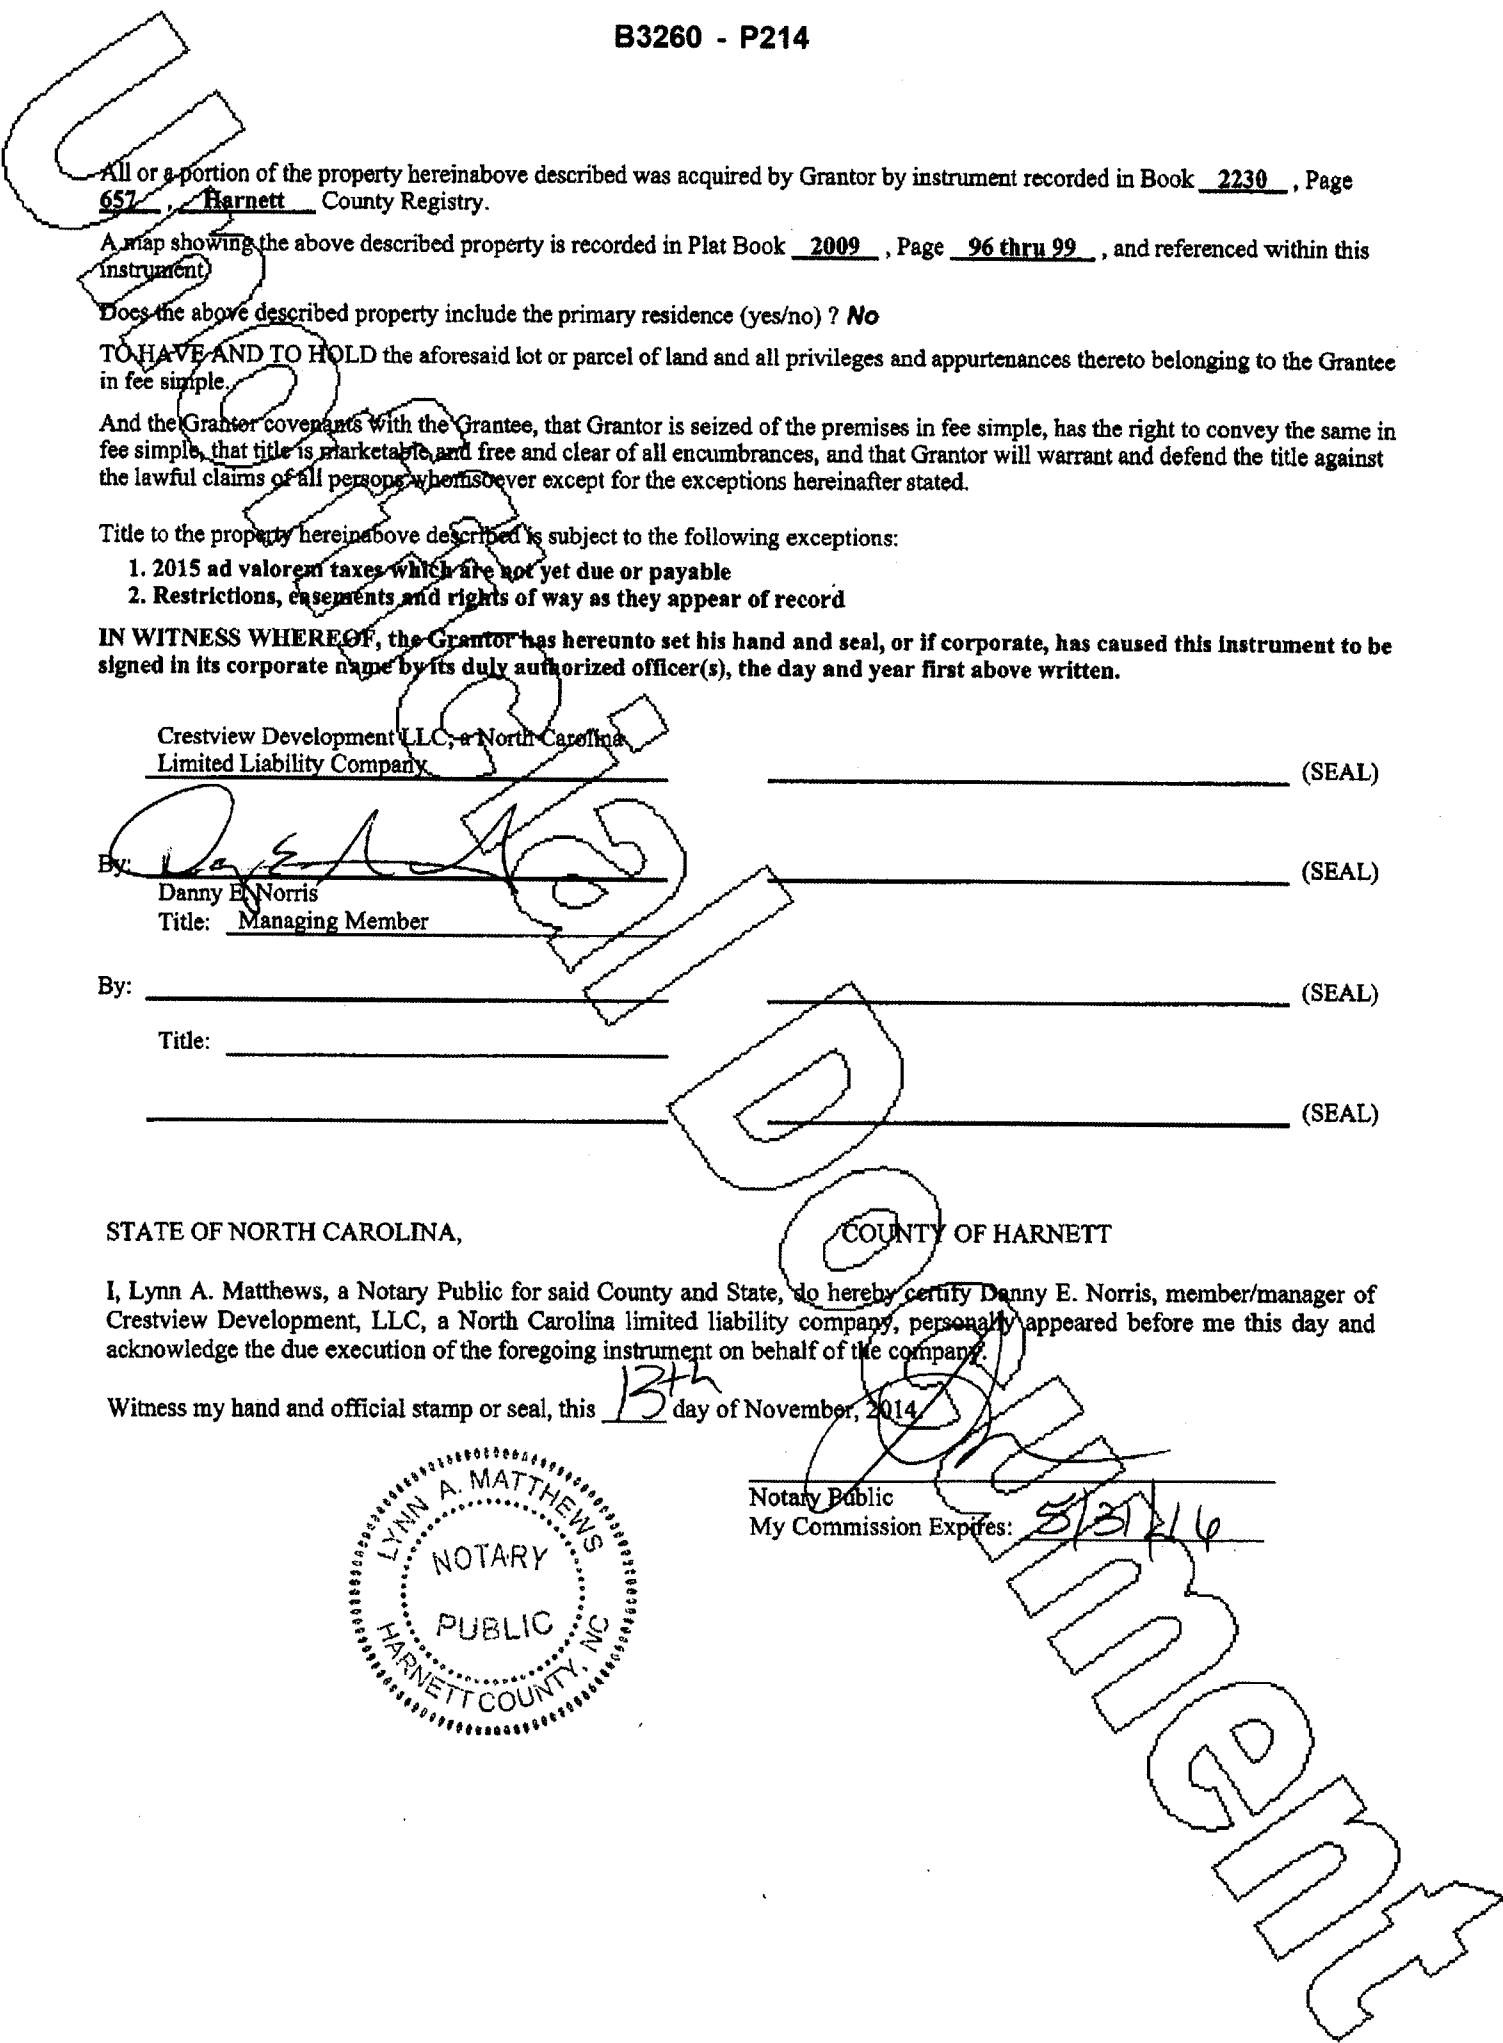 B3260 - P214
All or a portion of the property hereinabove described was acquired by Grantor by instrument recorded in Book 2230 , Page
657 , Harnett County Registry.
A map showing the above described property is recorded in Plat Book 2009 , Page 96 thru 99 , and referenced within this
instrument)
Does the above described property include the primary residence (yes/no) ? No
TO HAVE AND TO HOLD the aforesaid lot or parcel of land and all privileges and appurtenances thereto belonging to the Grantee
in fee simple.
And the Grantor covenants with the Grantee, that Grantor is seized of the premises in fee simple, has the right to convey the same in
fee simple, that title is marketable and free and clear of all encumbrances, and that Grantor will warrant and defend the title against
the lawful claims of all persons whomsoever except for the exceptions hereinafter stated.
Title to the property hereinabove described is subject to the following exceptions:
1. 2015 ad valorem taxes which are not yet due or payable
2. Restrictions, easements and rights of way as they appear of record
IN WITNESS WHEREOF, the Grantor has hereunto set his hand and seal, or if corporate, has caused this instrument to be
signed in its corporate name by its duly authorized officer(s), the day and year first above written.
Crestview Development LLC, a North Carolina
Limited Liability Company
(SEAL)
By:
(SEAL)
Danny E. Norris
Title: Managing Member
By:
(SEAL)
Title:
(SEAL)
STATE OF NORTH CAROLINA, COUNTY OF HARNETT
I, Lynn A. Matthews, a Notary Public for said County and State, do hereby certify Danny E. Norris, member/manager of
Crestview Development, LLC, a North Carolina limited liability company, personally appeared before me this day and
acknowledge the due execution of the foregoing instrument on behalf of the company.
Witness my hand and official stamp or seal, this 13th day of November, 2014
Notary Public
My Commission Expires: 5/31/16
LYNN A. MATTHEWS
NOTARY
PUBLIC
HARNETT COUNTY, NC
Unofficial Document